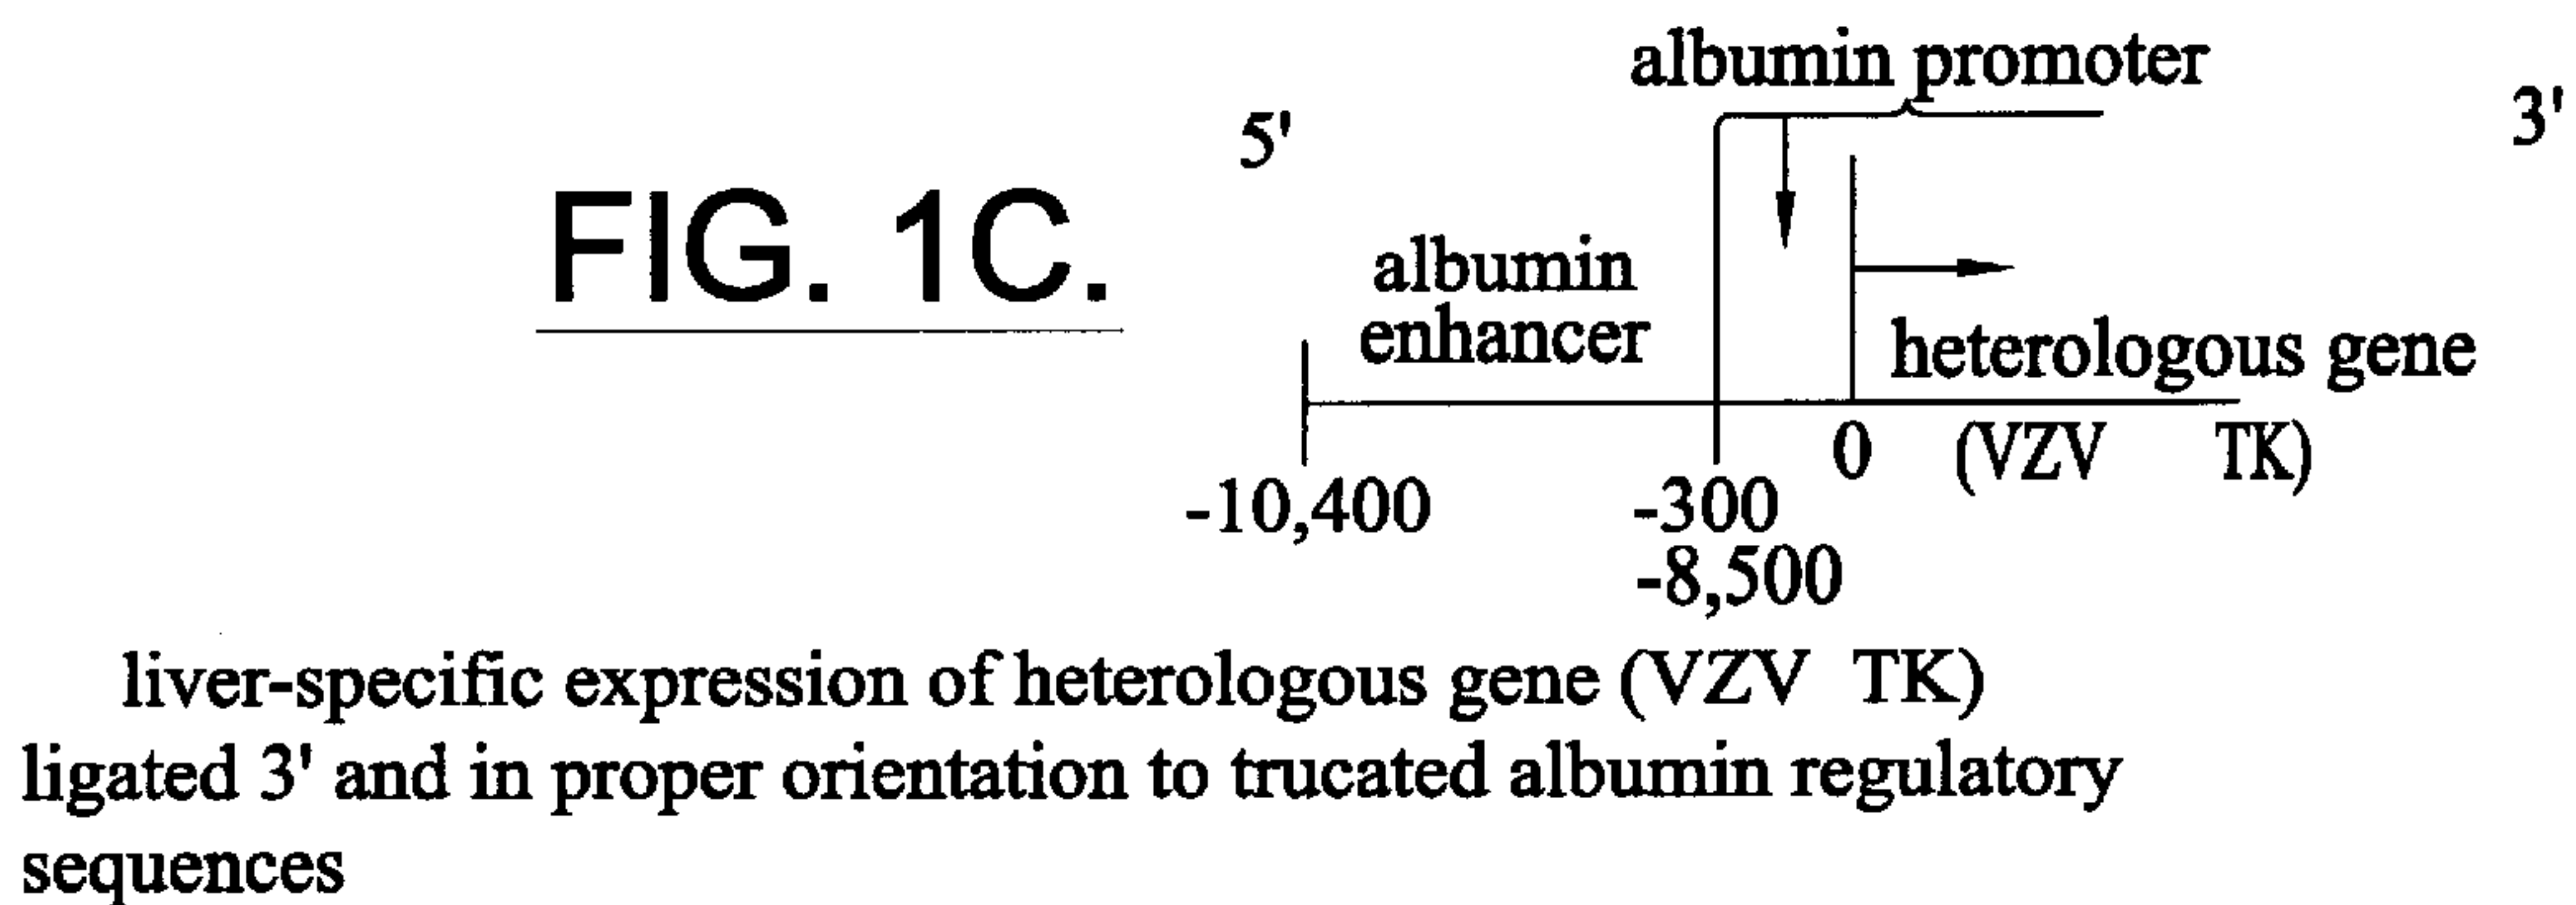 albumin promoter
5'
3'
FIG. 1C.
albumin
enhancer
heterologous gene
0 (VZV TK)
-10,400
-300
-8,500
liver-specific expression of heterologous gene (VZV TK)
ligated 3' and in proper orientation to trucated albumin regulatory
sequences